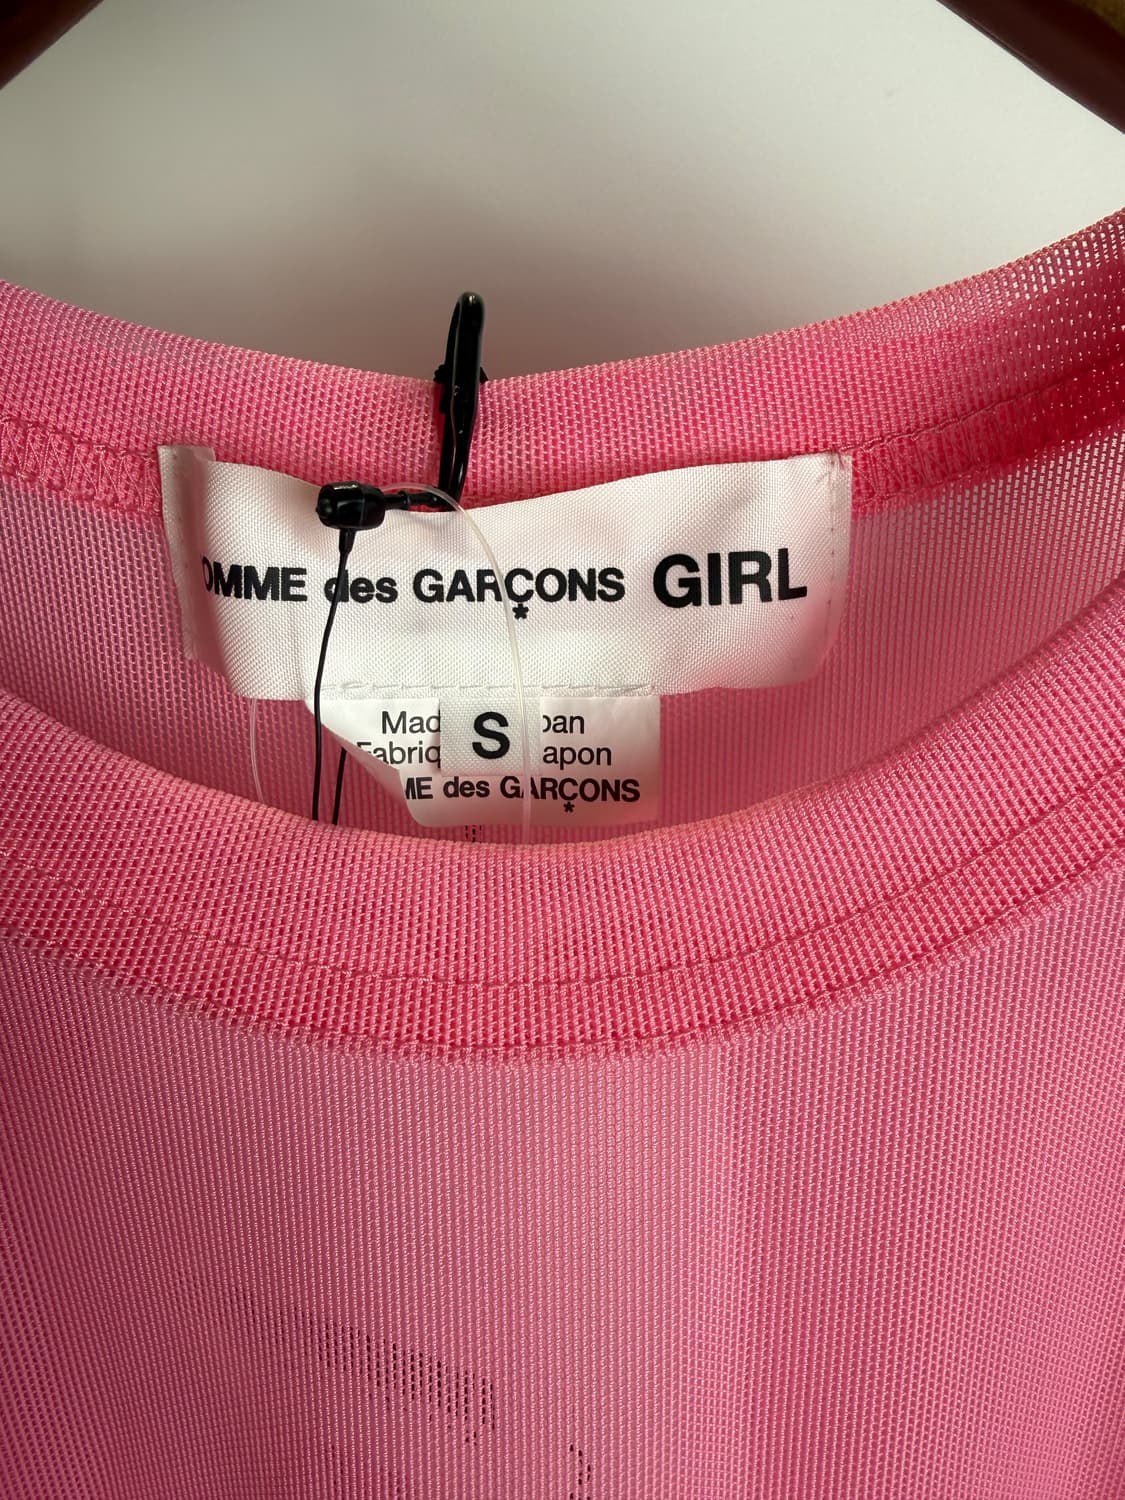 OMME des GARÇONS GIRL
*
S
Mad pan
Fabriq apon
ME des GARÇONS
*